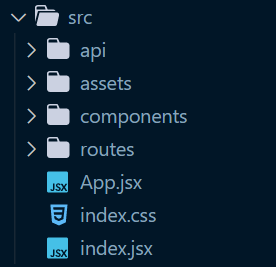 src
api
assets
components
routes
JSX App.jsx
index.css
JSX index.jsx